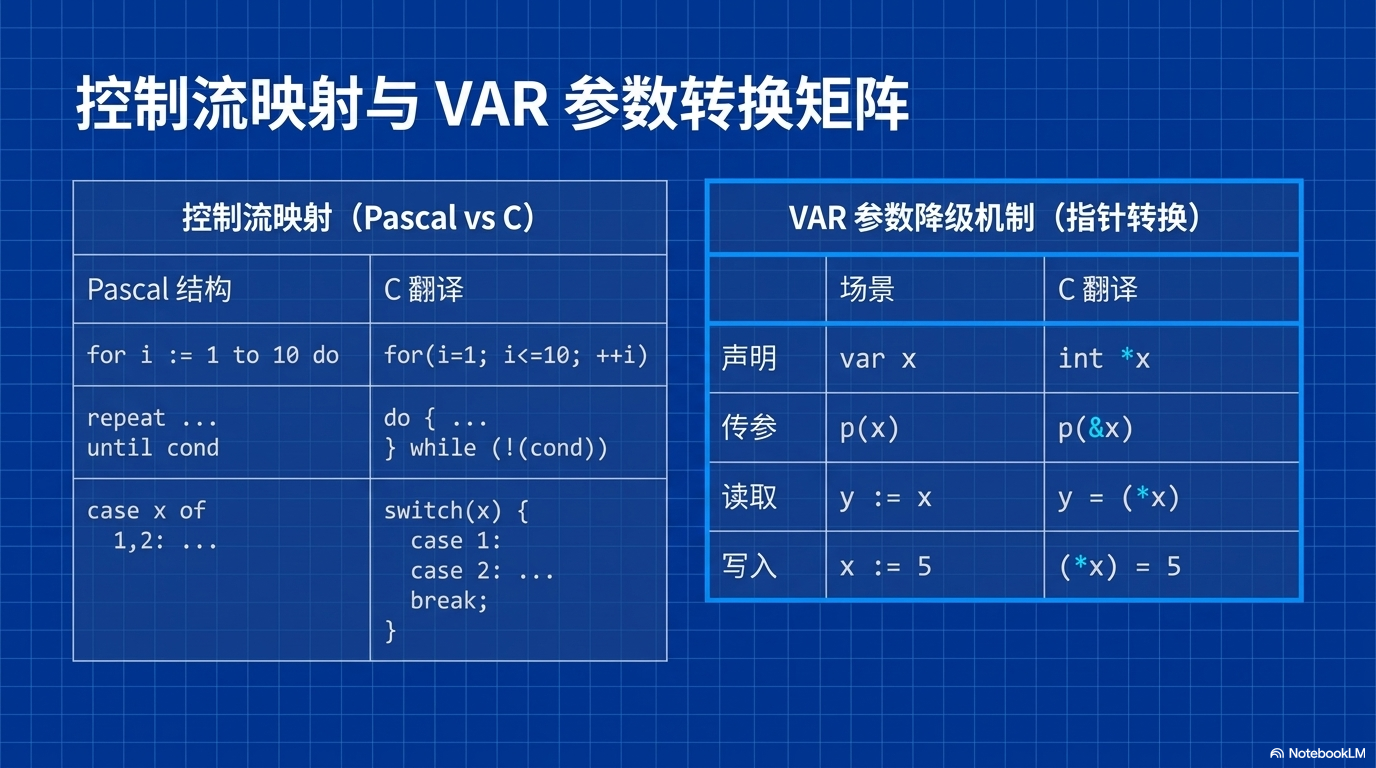 控制流映射与 VAR 参数转换矩阵
控制流映射（Pascal vs C）
Pascal 结构
C 翻译
for i := 1 to 10 do
for(i=1; i<=10; ++i)
repeat ...
until cond
do { ...
} while (!(cond))
case x of
1,2: ...
switch(x) {
case 1:
case 2: ...
break;
}
VAR 参数降级机制（指针转换）
场景
C 翻译
声明
var x
int *x
传参
p(x)
p(&x)
读取
y := x
y = (*x)
写入
x := 5
(*x) = 5
NotebookLM